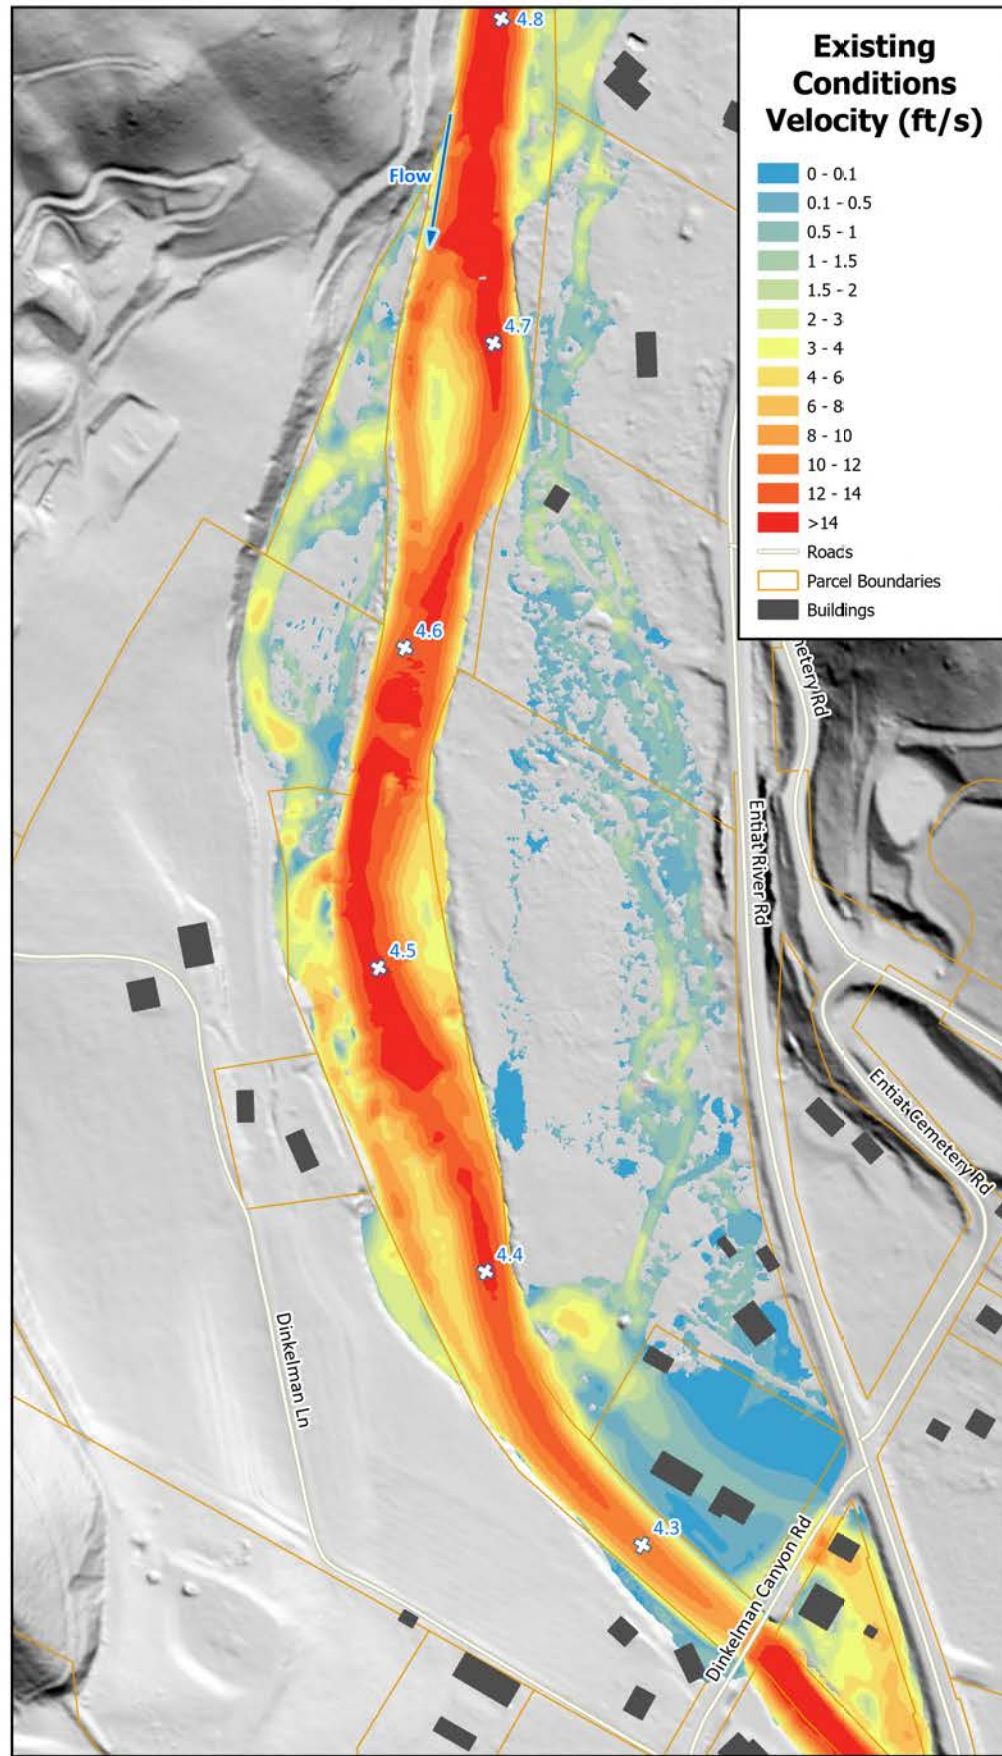 Existing
Conditions
Velocity (ft/s)
0 - 0.1
0.1 - 0.5
0.5 - 1
1 - 1.5
1.5 - 2
2 - 3
3 - 4
4 - 6
6 - 8
8 - 10
10 - 12
12 - 14
>14
Roads
Parcel Boundaries
Buildings
4.8
Flow
4.7
4.6
netery Rd
Entiat River Rd
4.5
Entiat Cemetery Rd
4.4
Dinkelman Ln
4.3
Dinkelman Canyon Rd